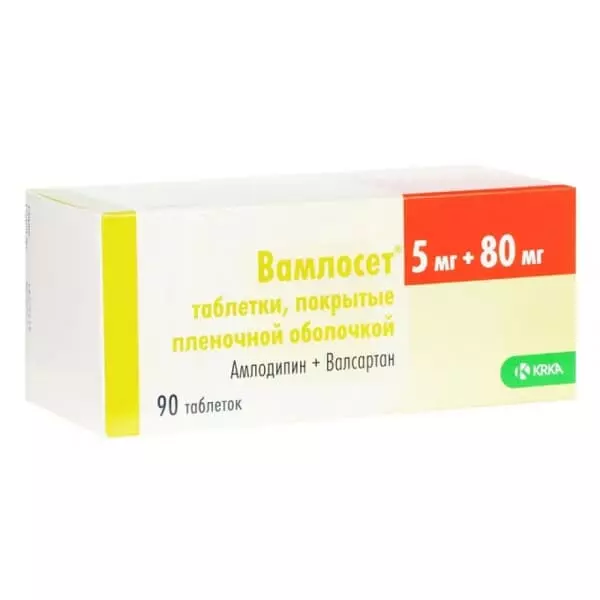 Вамлосет®
5 мг + 80 мг
таблетки, покрытые
пленочной оболочкой
Амлодипин + Валсартан
90 таблеток
KRKA